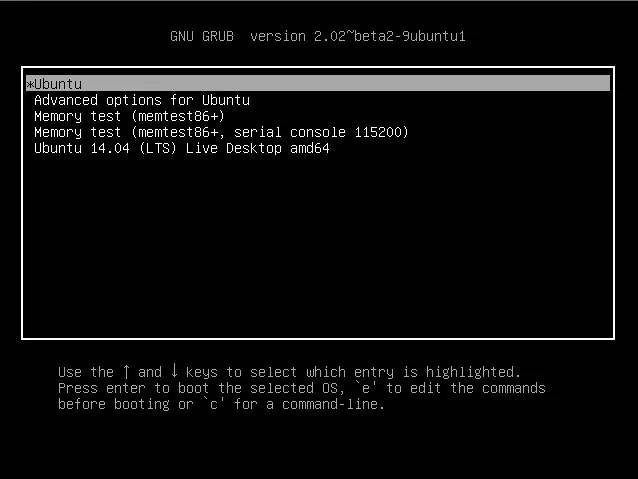 GNU GRUB  version 2.02~beta2-9ubuntu1
*Ubuntu
Advanced options for Ubuntu
Memory test (memtest86+)
Memory test (memtest86+, serial console 115200)
Ubuntu 14.04 (LTS) Live Desktop amd64
Use the ↑ and ↓ keys to select which entry is highlighted.
Press enter to boot the selected OS, `e' to edit the commands
before booting or `c' for a command-line.